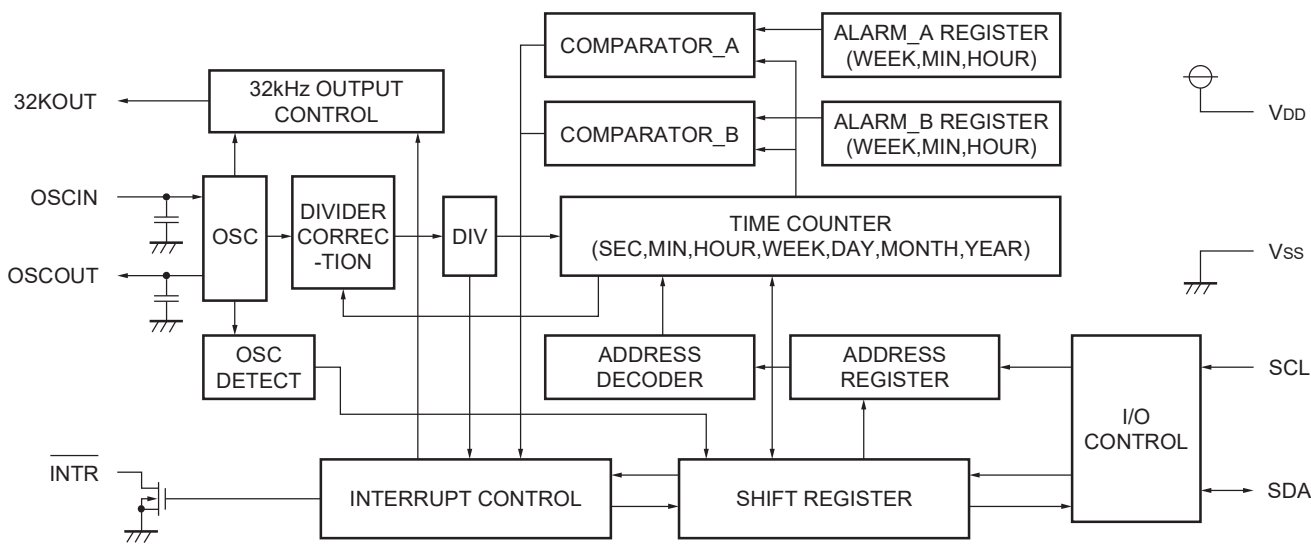 COMPARATOR_A
ALARM_A REGISTER
(WEEK,MIN,HOUR)
32KOUT
32kHz OUTPUT
CONTROL
VDD
COMPARATOR_B
ALARM_B REGISTER
(WEEK,MIN,HOUR)
OSCIN
OSC
DIVIDER
CORREC
-TION
DIV
TIME COUNTER
(SEC,MIN,HOUR,WEEK,DAY,MONTH,YEAR)
OSCOUT
VSS
OSC
DETECT
ADDRESS
DECODER
ADDRESS
REGISTER
I/O
CONTROL
SCL
INTR
INTERRUPT CONTROL
SHIFT REGISTER
SDA